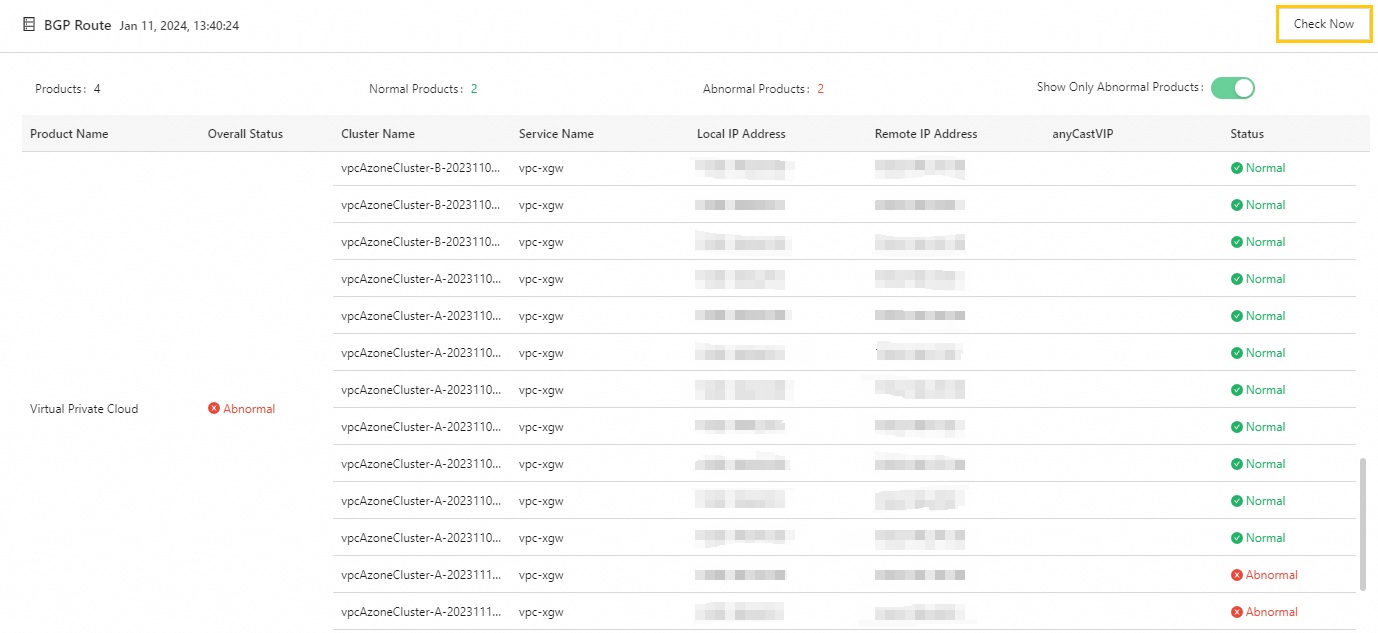 BGP Route Jan 11, 2024, 13:40:24 Check Now
Products: 4 Normal Products: 2 Abnormal Products: 2 Show Only Abnormal Products:
Product Name Overall Status Cluster Name Service Name Local IP Address Remote IP Address anyCastVIP Status
vpcAzoneCluster-B-2023110... vpc-xgw Normal
vpcAzoneCluster-B-2023110... vpc-xgw Normal
vpcAzoneCluster-B-2023110... vpc-xgw Normal
vpcAzoneCluster-A-2023110... vpc-xgw Normal
vpcAzoneCluster-A-2023110... vpc-xgw Normal
vpcAzoneCluster-A-2023110... vpc-xgw Normal
vpcAzoneCluster-A-2023110... vpc-xgw Normal
Virtual Private Cloud Abnormal
vpcAzoneCluster-A-2023110... vpc-xgw Normal
vpcAzoneCluster-A-2023110... vpc-xgw Normal
vpcAzoneCluster-A-2023110... vpc-xgw Normal
vpcAzoneCluster-A-2023110... vpc-xgw Normal
vpcAzoneCluster-A-2023111... vpc-xgw Abnormal
vpcAzoneCluster-A-2023111... vpc-xgw Abnormal